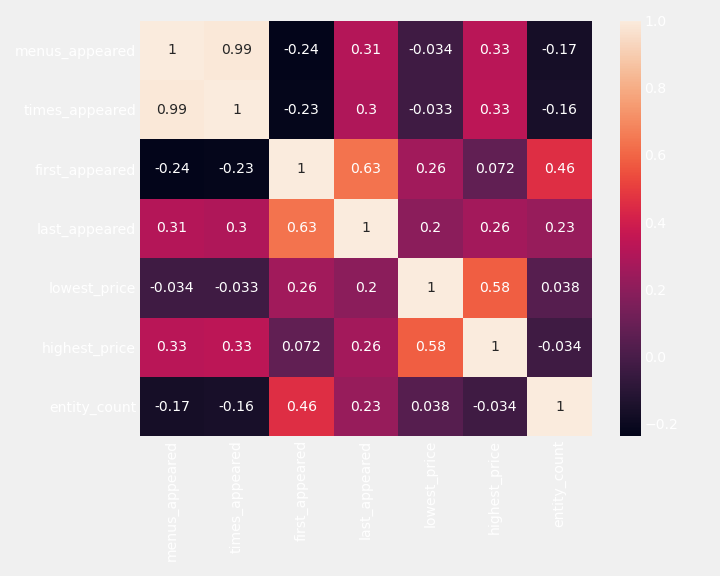 menus_appeared 1 0.99 -0.24 0.31 -0.034 0.33 -0.17
times_appeared 0.99 1 -0.23 0.3 -0.033 0.33 -0.16
first_appeared -0.24 -0.23 1 0.63 0.26 0.072 0.46
last_appeared 0.31 0.3 0.63 1 0.2 0.26 0.23
lowest_price -0.034 -0.033 0.26 0.2 1 0.58 0.038
highest_price 0.33 0.33 0.072 0.26 0.58 1 -0.034
entity_count -0.17 -0.16 0.46 0.23 0.038 -0.034 1
menus_appeared
times_appeared
first_appeared
last_appeared
lowest_price
highest_price
entity_count
1.0
0.8
0.6
0.4
0.2
0.0
−0.2